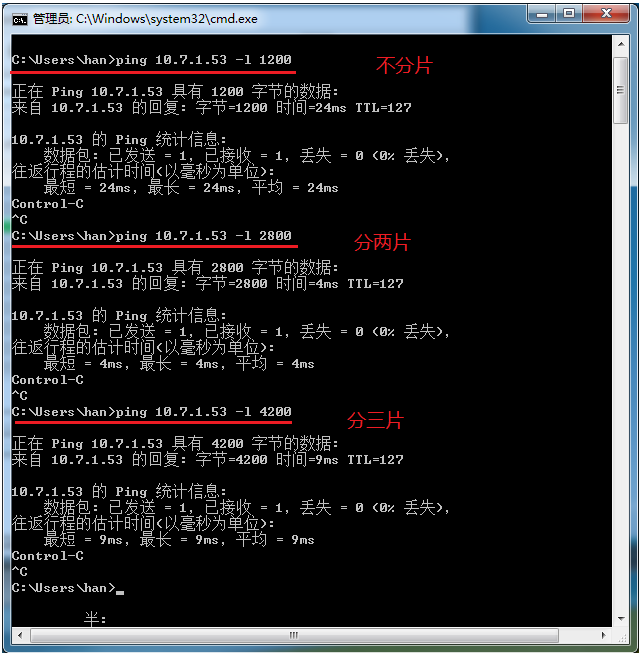 管理员: C:\Windows\system32\cmd.exe
C:\Users\han>ping 10.7.1.53 -l 1200 不分片
正在 Ping 10.7.1.53 具有 1200 字节的数据:
来自 10.7.1.53 的回复: 字节=1200 时间=24ms TTL=127
10.7.1.53 的 Ping 统计信息:
数据包: 已发送 = 1, 已接收 = 1, 丢失 = 0 (0% 丢失),
往返行程的估计时间(以毫秒为单位):
最短 = 24ms, 最长 = 24ms, 平均 = 24ms
Control-C
^C
C:\Users\han>ping 10.7.1.53 -l 2800 分两片
正在 Ping 10.7.1.53 具有 2800 字节的数据:
来自 10.7.1.53 的回复: 字节=2800 时间=4ms TTL=127
10.7.1.53 的 Ping 统计信息:
数据包: 已发送 = 1, 已接收 = 1, 丢失 = 0 (0% 丢失),
往返行程的估计时间(以毫秒为单位):
最短 = 4ms, 最长 = 4ms, 平均 = 4ms
Control-C
^C
C:\Users\han>ping 10.7.1.53 -l 4200 分三片
正在 Ping 10.7.1.53 具有 4200 字节的数据:
来自 10.7.1.53 的回复: 字节=4200 时间=9ms TTL=127
10.7.1.53 的 Ping 统计信息:
数据包: 已发送 = 1, 已接收 = 1, 丢失 = 0 (0% 丢失),
往返行程的估计时间(以毫秒为单位):
最短 = 9ms, 最长 = 9ms, 平均 = 9ms
Control-C
^C
C:\Users\han>_
半: